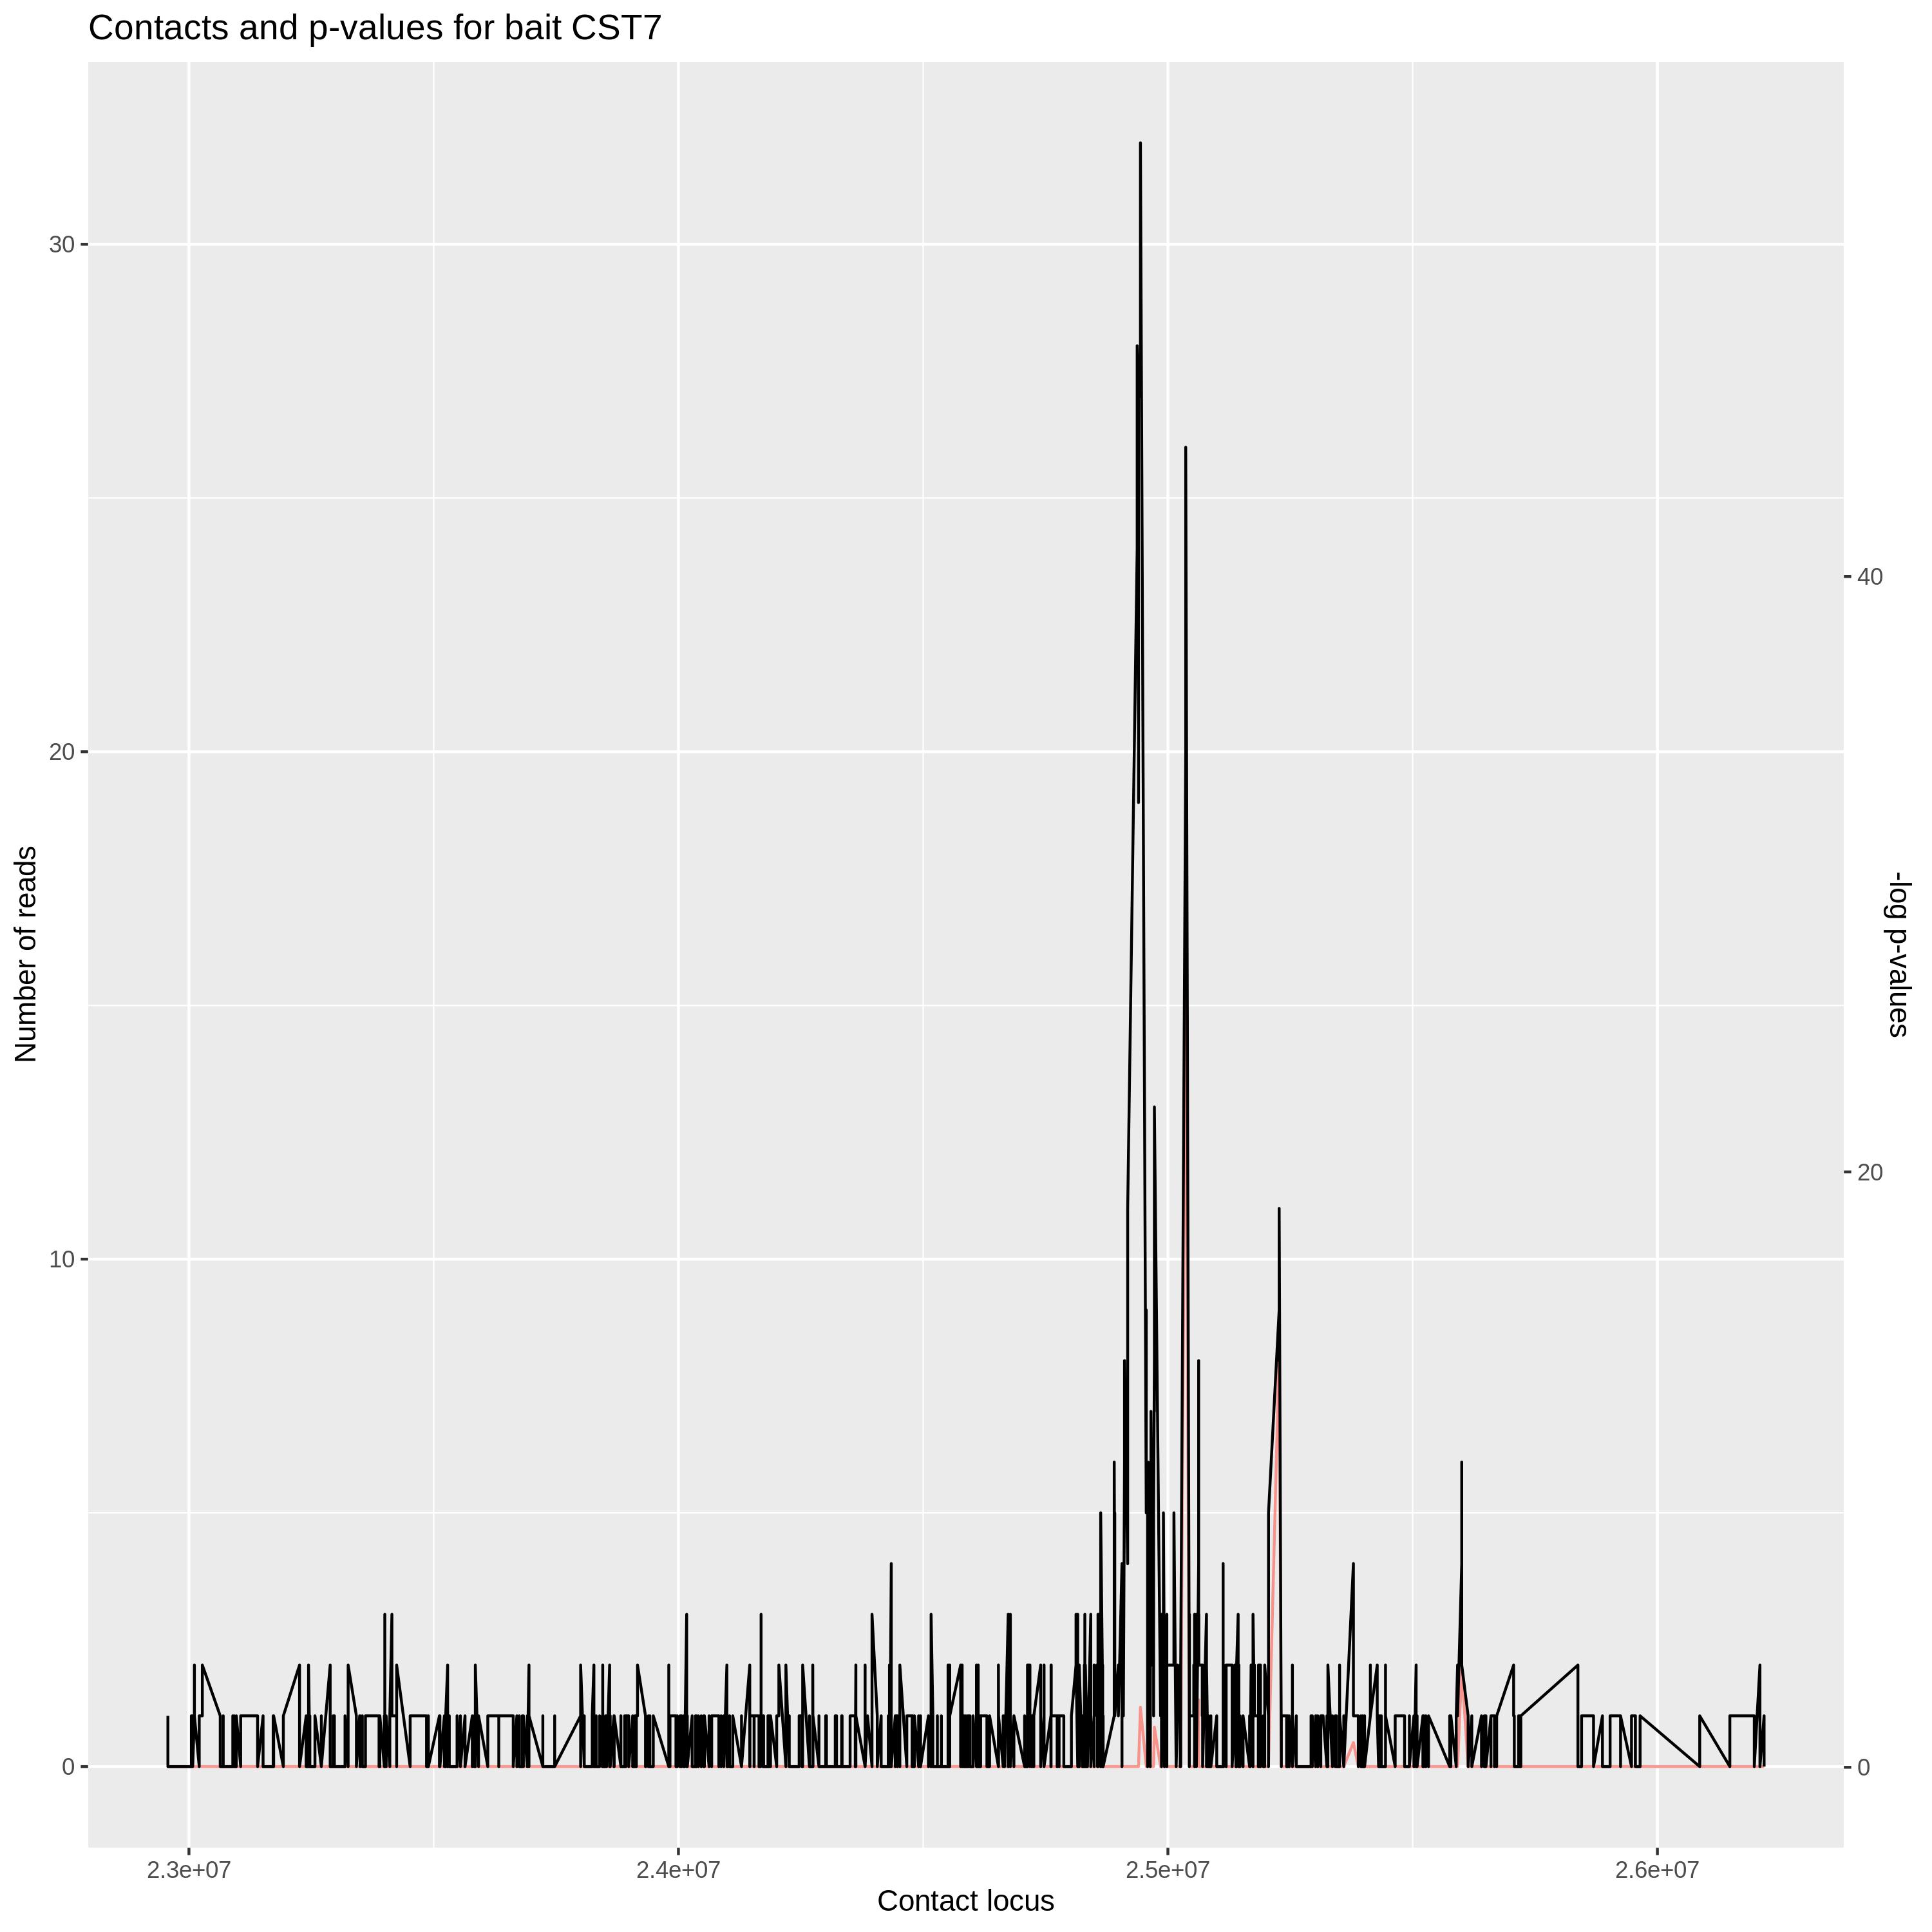 Contacts and p-values for bait CST7
30
20
10
0
Number of reads
40
20
0
-log p-values
2.3e+07
2.4e+07
2.5e+07
2.6e+07
Contact locus